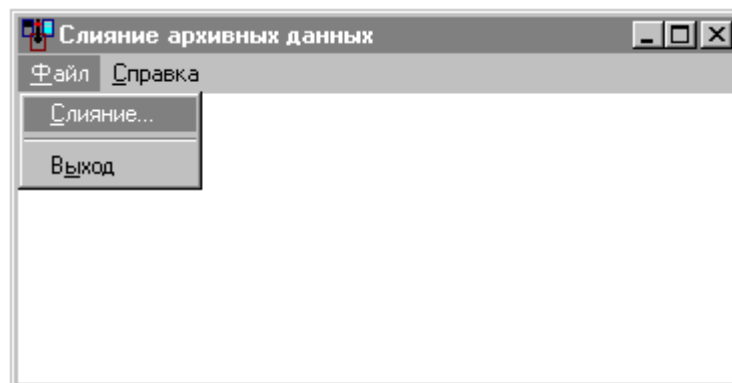 Слияние архивных данных
Файл Справка
Слияние...
Выход